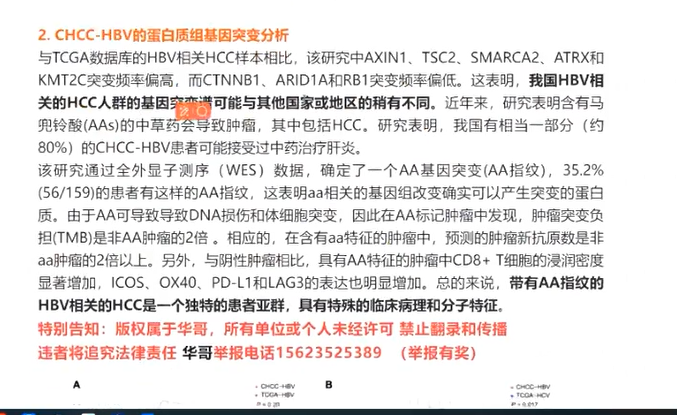 2. CHCC-HBV的蛋白质组基因突变分析
与TCGA数据库的HBV相关HCC样本相比，该研究中AXIN1、TSC2、SMARCA2、ATRX和
KMT2C突变频率偏高，而CTNNB1、ARID1A和RB1突变频率偏低。这表明，我国HBV相
关的HCC人群的基因突变谱可能与其他国家或地区的稍有不同。近年来，研究表明含有马
兜铃酸(AAs)的中草药会导致肿瘤，其中包括HCC。研究表明，我国有相当一部分（约
80%）的CHCC-HBV患者可能接受过中药治疗肝炎。
该研究通过全外显子测序（WES）数据，确定了一个AA基因突变(AA指纹)，35.2%
(56/159)的患者有这样的AA指纹，这表明aa相关的基因组改变确实可以产生突变的蛋白
质。由于AA可导致导致DNA损伤和体细胞突变，因此在AA标记肿瘤中发现，肿瘤突变负
担(TMB)是非AA肿瘤的2倍 。相应的，在含有aa特征的肿瘤中，预测的肿瘤新抗原数是非
aa肿瘤的2倍以上。另外，与阴性肿瘤相比，具有AA特征的肿瘤中CD8+ T细胞的浸润密度
显著增加，ICOS、OX40、PD-L1和LAG3的表达也明显增加。总的来说，带有AA指纹的
HBV相关的HCC是一个独特的患者亚群，具有特殊的临床病理和分子特征。
特别告知：版权属于华哥，所有单位或个人未经许可 禁止翻录和传播
违者将追究法律责任 华哥举报电话15623525389 （举报有奖）
A
CHCC-HBV
TCGA-HBV
B
CHCC-HBV
TCGA-HCV
P = 0.017